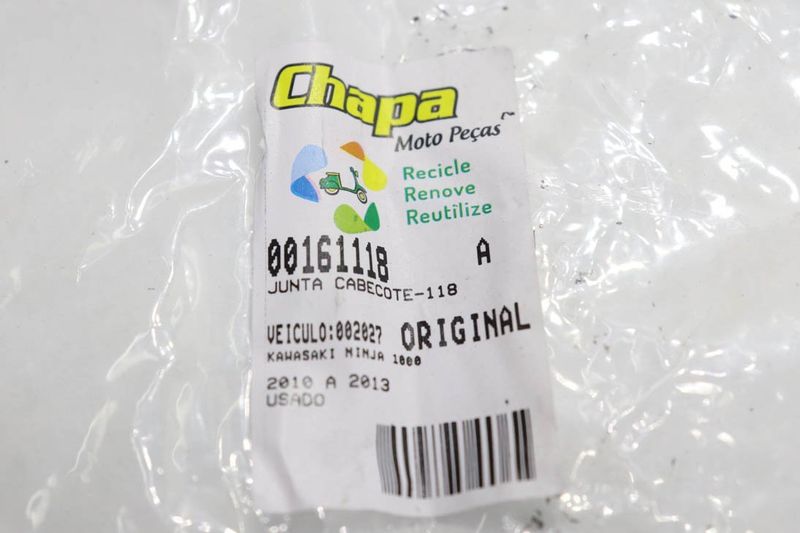 Chapa
Moto Peças
Recicle
Renove
Reutilize
00161118 A
JUNTA CABECOTE-118
VEICULO:002027 ORIGINAL
KAWASAKI NINJA 1000
2010 A 2013
USADO